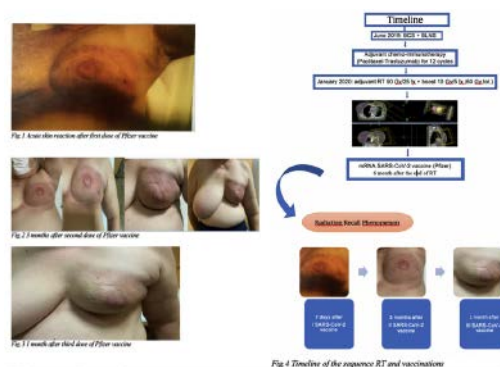 Fig 1 Acute skin reaction after first dose of Pfizer vaccine
Fig 2 3 months after second dose of Pfizer vaccine
Fig 3 1 month after third dose of Pfizer vaccine
Timeline
June 2019: BCS + SLNB
Adjuvant chemo-immunotherapy
(Paclitaxel-Trastuzumab) for 12 cycles
January 2020: adjuvant RT 50 Gy/25 fx + boost 10 Gy/5 fx (60 Gy tot.)
mRNA SARS-CoV-2 vaccine (Pfizer)
month after the end of RT
Radiation Recall Phenomenon
days after
I SARS-CoV-2
vaccine
3 months after
II SARS-CoV-2
vaccine
1 month after
III SARS-CoV-2
vaccine
Fig 4 Timeline of the sequence RT and vaccinations